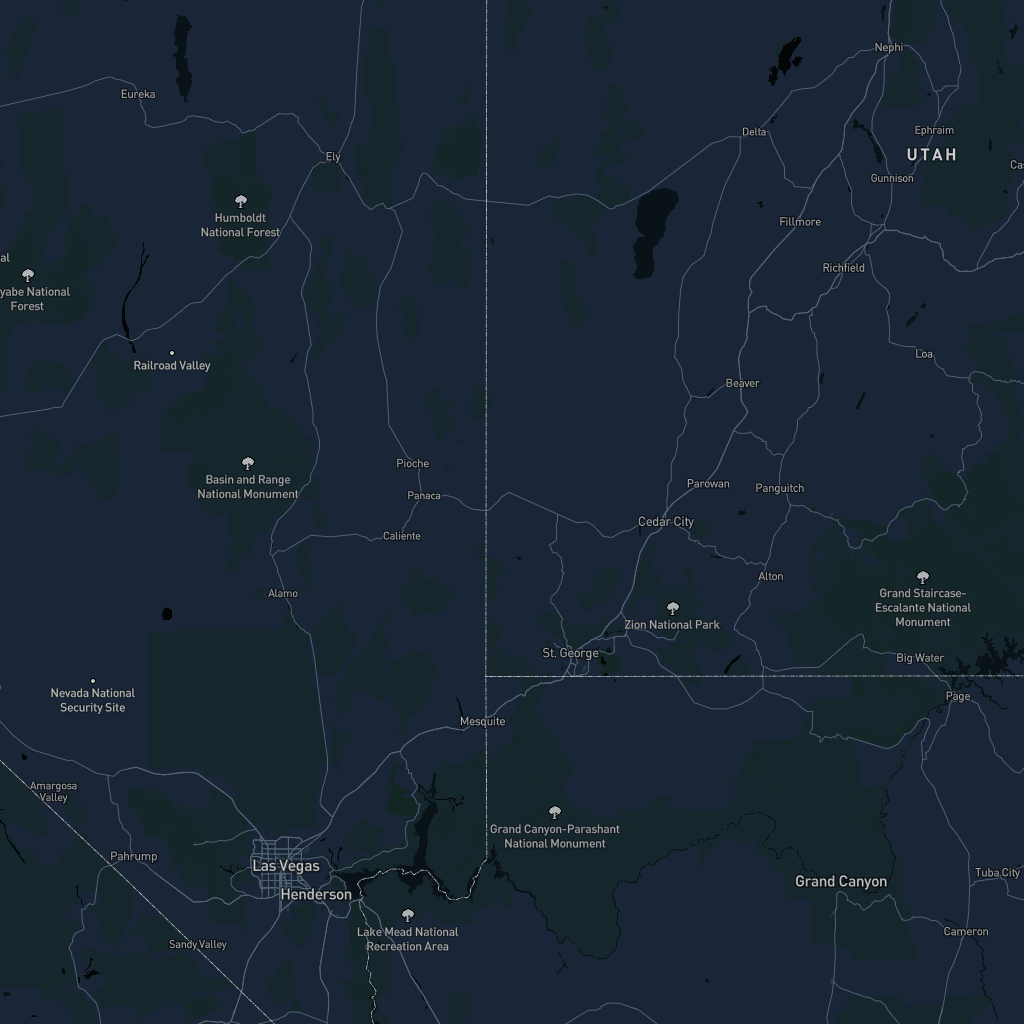 Nephi
Eureka
Delta
Ephraim
UTAH
Ely
Gunnison
Humboldt
National Forest
Fillmore
al
yabe National
Forest
Richfield
Loa
Railroad Valley
Beaver
Pioche
Basin and Range
National Monument
Panaca
Parowan
Panguitch
Cedar City
Caliente
Alton
Alamo
Grand Staircase-
Escalante National
Monument
Zion National Park
St. George
Big Water
Nevada National
Security Site
Page
Mesquite
Amargosa
Valley
Grand Canyon-Parashant
National Monument
Pahrump
Las Vegas
Henderson
Grand Canyon
Tuba City
Lake Mead National
Recreation Area
Cameron
Sandy Valley